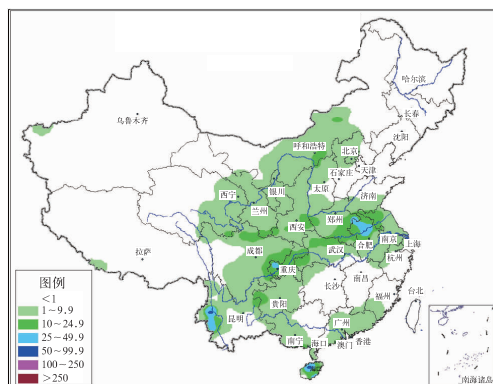 哈尔滨
长春
乌鲁木齐
沈阳
呼和浩特
北京
天津
石家庄
银川
太原
济南
西宁
兰州
郑州
西安
拉萨
成都
合肥
南京
上海
武汉
杭州
重庆
南昌
长沙
贵阳
福州
台北
昆明
广州
南宁
海口
澳门
香港
南海诸岛
图例
<1
1~9.9
10~24.9
25~49.9
50~99.9
100~250
>250